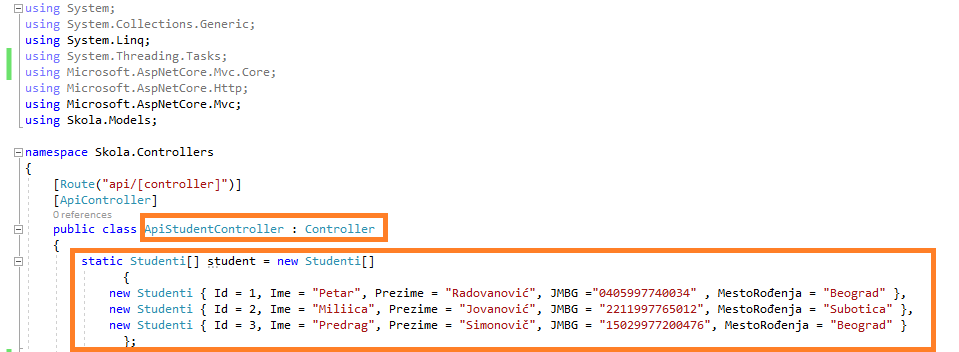 using System;
using System.Collections.Generic;
using System.Linq;
using System.Threading.Tasks;
using Microsoft.AspNetCore.Mvc.Core;
using Microsoft.AspNetCore.Http;
using Microsoft.AspNetCore.Mvc;
using Skola.Models;
namespace Skola.Controllers
{
[Route("api/[controller]")]
[ApiController]
0 references
public class ApiStudentController : Controller
{
static Studenti[] student = new Studenti[]
{
new Studenti { Id = 1, Ime = "Petar", Prezime = "Radovanović", JMBG ="0405997740034" , MestoRođenja = "Beograd" },
new Studenti { Id = 2, Ime = "Miliica", Prezime = "Jovanović", JMBG = "2211997765012", MestoRođenja = "Subotica" },
new Studenti { Id = 3, Ime = "Predrag", Prezime = "Simonovič", JMBG = "15029977200476", MestoRođenja = "Beograd" }
};